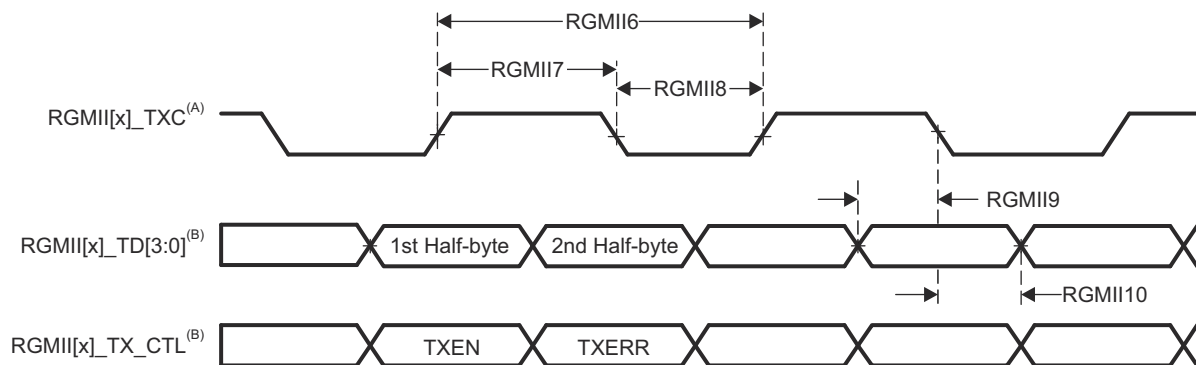 RGMII6
RGMII7
RGMII8
RGMII[x]_TXC(A)
RGMII9
RGMII[x]_TD[3:0](B)
1st Half-byte
2nd Half-byte
RGMII10
RGMII[x]_TX_CTL(B)
TXEN
TXERR